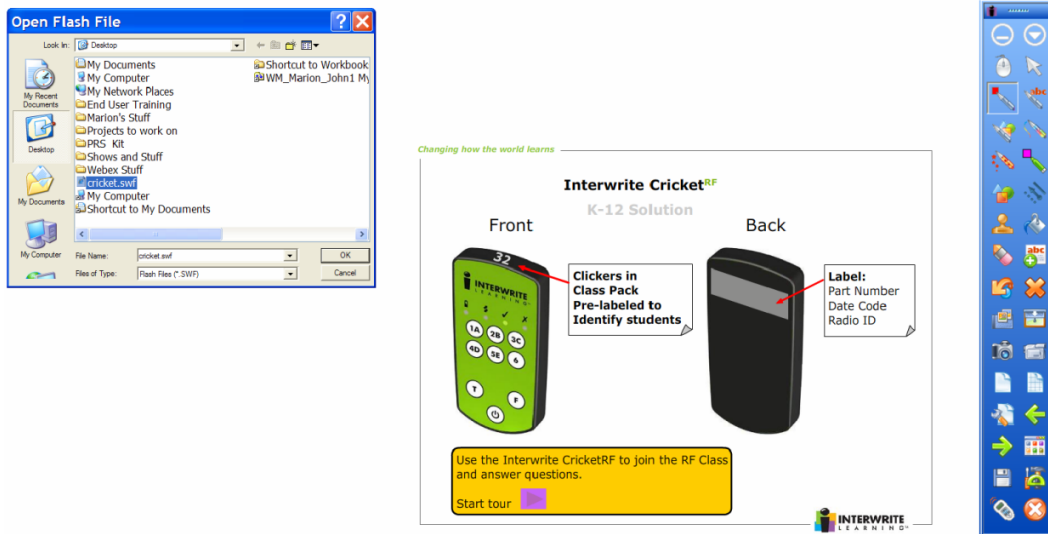 Open Flash File
Look In:
Desktop
My Documents
My Computer
My Network Places
End User Training
Marion's Stuff
Projects to work on
PRS Kit
Shows and Stuff
Webex Stuff
cricket.swf
My Computer
Shortcut to My Documents
Shortcut to Workbook
WM_Marion_John1 My
My Recent
Documents
Desktop
My Documents
My Computer
File Name:
cricket.swf
OK
Files of Type:
Flash Files (*.SWF)
Cancel
Changing how the world learns
Interwrite CricketRF
K-12 Solution
Front
Back
32
INTERWRITE
LEARNING
1A 2B 3C
4D 5E 6
T F
Clickers in
Class Pack
Pre-labeled to
Identify students
Label:
Part Number
Date Code
Radio ID
Use the Interwrite CricketRF to join the RF Class
and answer questions.
Start tour
INTERWRITE
LEARNING
abc
abc